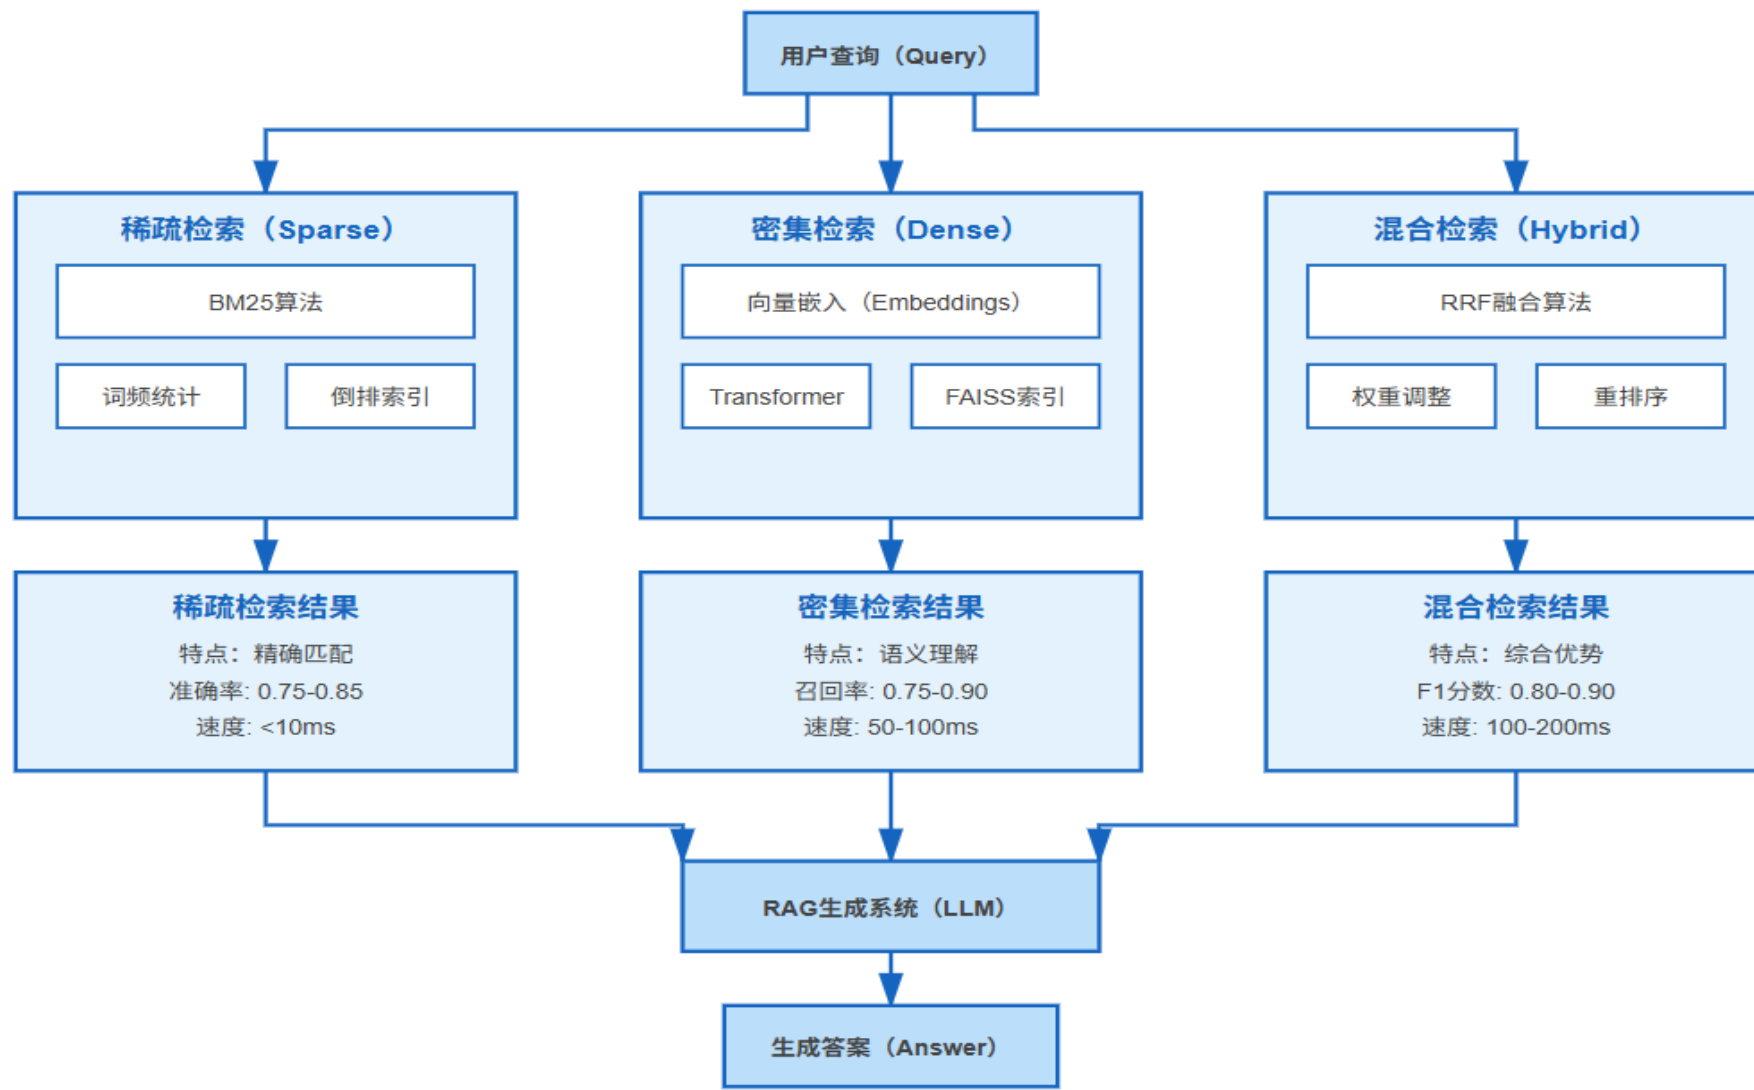 用户查询（Query）
稀疏检索（Sparse）
BM25算法
词频统计
倒排索引
密集检索（Dense）
向量嵌入（Embeddings）
Transformer
FAISS索引
混合检索（Hybrid）
RRF融合算法
权重调整
重排序
稀疏检索结果
特点：精确匹配
准确率: 0.75-0.85
速度: <10ms
密集检索结果
特点：语义理解
召回率: 0.75-0.90
速度: 50-100ms
混合检索结果
特点：综合优势
F1分数: 0.80-0.90
速度: 100-200ms
RAG生成系统（LLM）
生成答案（Answer）